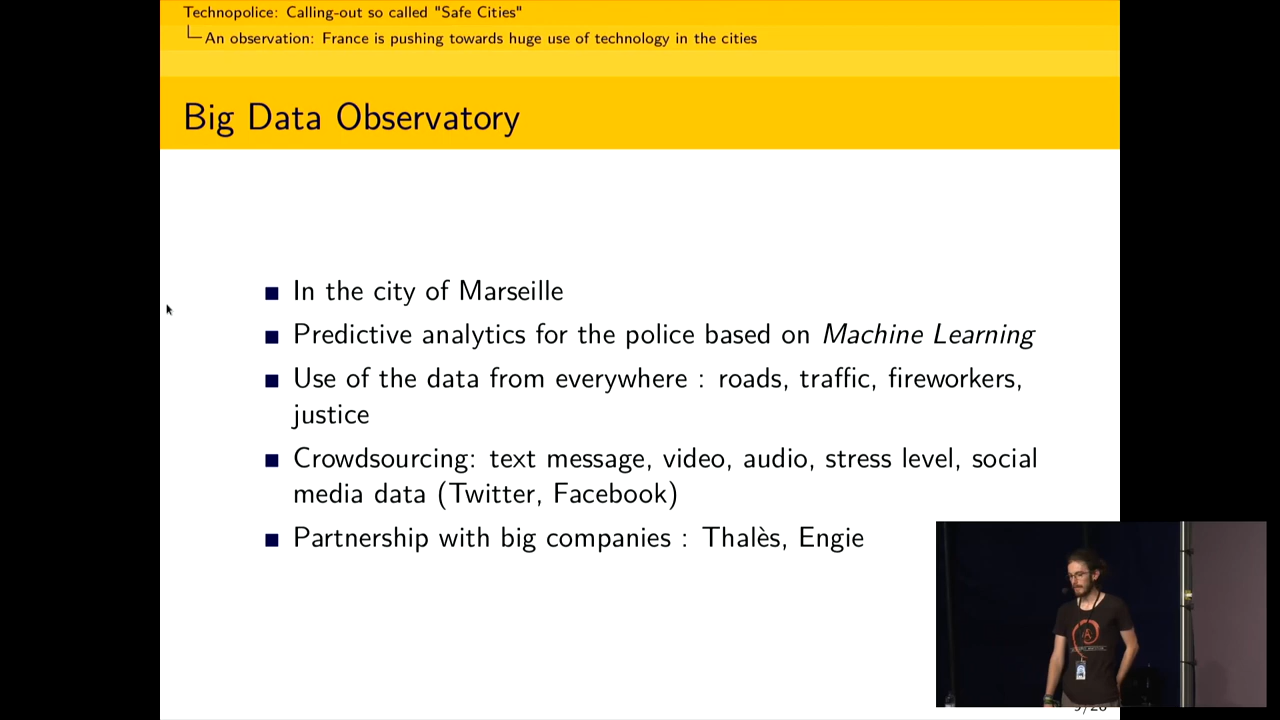 Technopolice: Calling-out so called "Safe Cities"
An observation: France is pushing towards huge use of technology in the cities
Big Data Observatory
In the city of Marseille
Predictive analytics for the police based on Machine Learning
Use of the data from everywhere : roads, traffic, fireworkers,
justice
Crowdsourcing: text message, video, audio, stress level, social
media data (Twitter, Facebook)
Partnership with big companies : Thalès, Engie